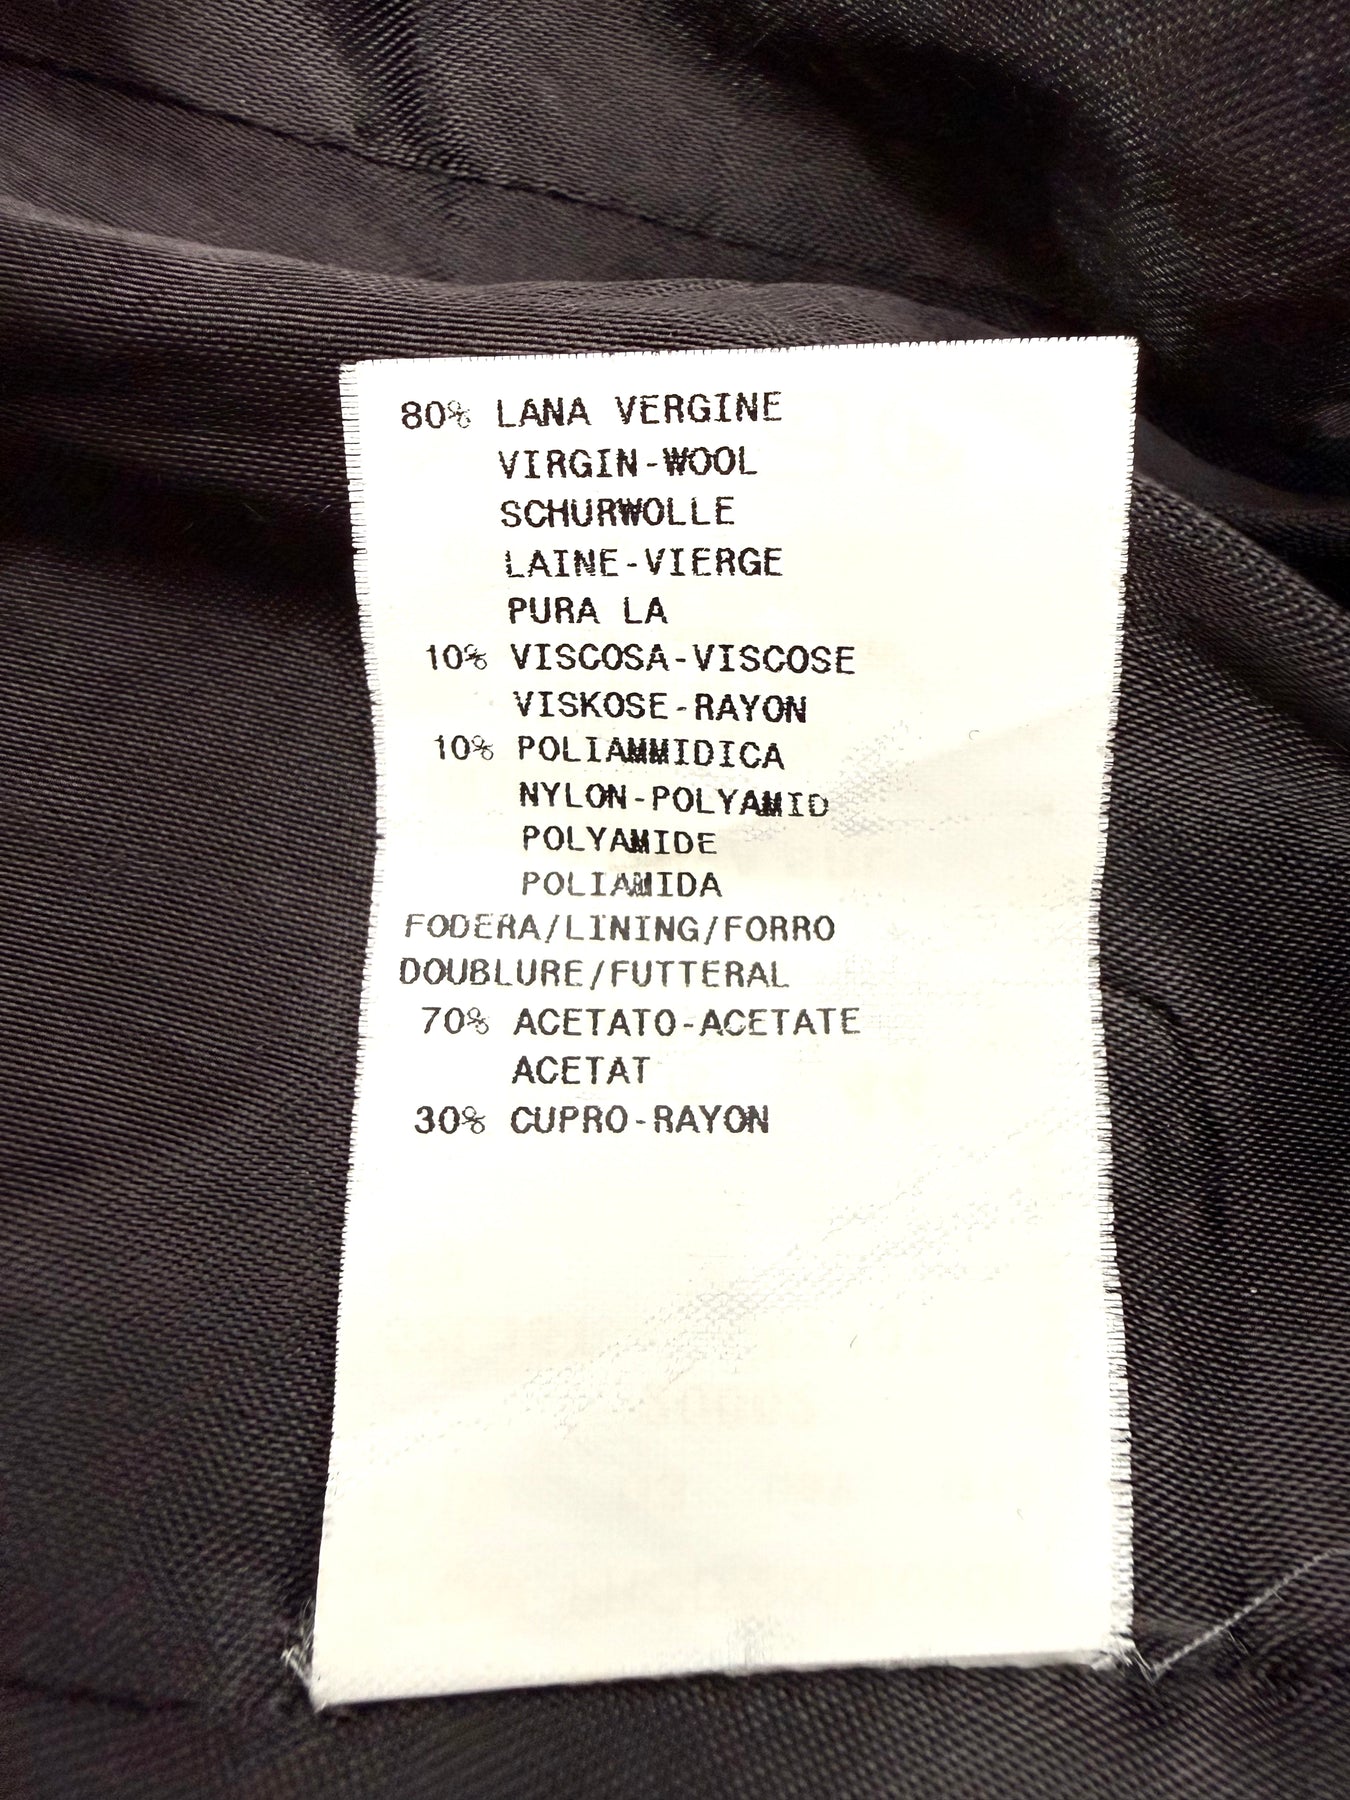 80% LANA VERGINE
VIRGIN-WOOL
SCHURWOLLE
LAINE-VIERGE
PURA LA
10% VISCOSA-VISCOSE
VISKOSE-RAYON
10% POLIAMMIDICA
NYLON-POLYAMID
POLYAMIDE
POLIAMIDA
FODERA/LINING/FORRO
DOUBLURE/FUTTERAL
70% ACETATO-ACETATE
ACETAT
30% CUPRO-RAYON